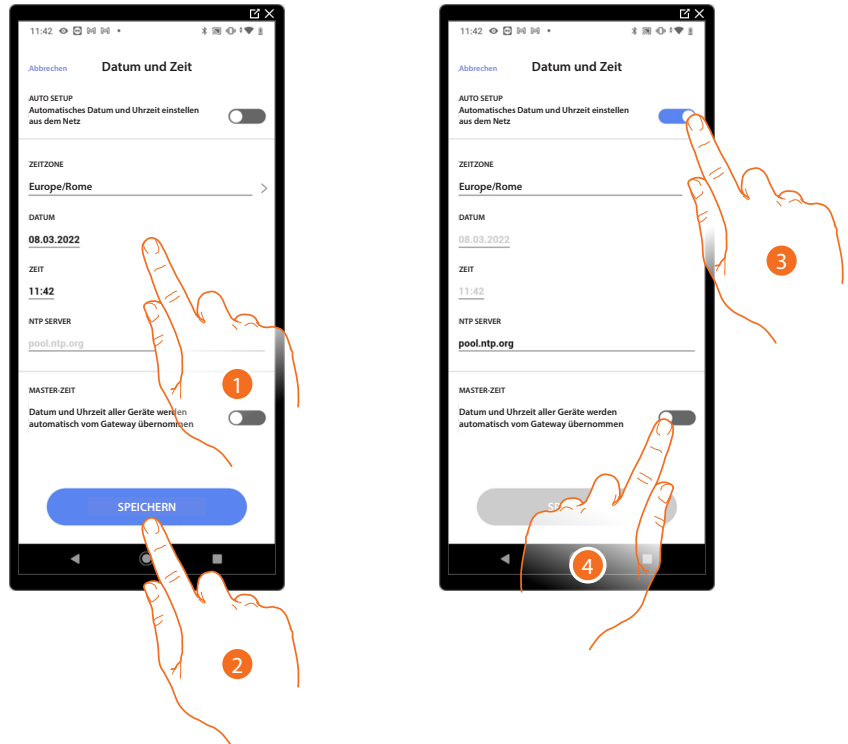 11:42
Abbrechen Datum und Zeit
AUTO SETUP
Automatisches Datum und Uhrzeit einstellen
aus dem Netz
ZEITZONE
Europe/Rome
DATUM
08.03.2022
ZEIT
11:42
NTP SERVER
pool.ntp.org
1
MASTER-ZEIT
Datum und Uhrzeit aller Geräte werden
automatisch vom Gateway übernommen
SPEICHERN
2
11:42
Abbrechen Datum und Zeit
AUTO SETUP
Automatisches Datum und Uhrzeit einstellen
aus dem Netz
ZEITZONE
Europe/Rome
DATUM
08.03.2022
3
ZEIT
11:42
NTP SERVER
pool.ntp.org
MASTER-ZEIT
Datum und Uhrzeit aller Geräte werden
automatisch vom Gateway übernommen
4